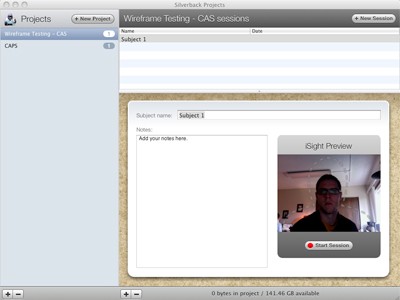 Silverback Projects
Projects
+ New Project
Wireframe Testing - CAS 1
CAPS 1
Wireframe Testing - CAS sessions
+ New Session
Name Date
Subject 1
Subject name: Subject 1
Notes:
Add your notes here.
iSight Preview
Start Session
0 bytes in project / 141.46 GB available